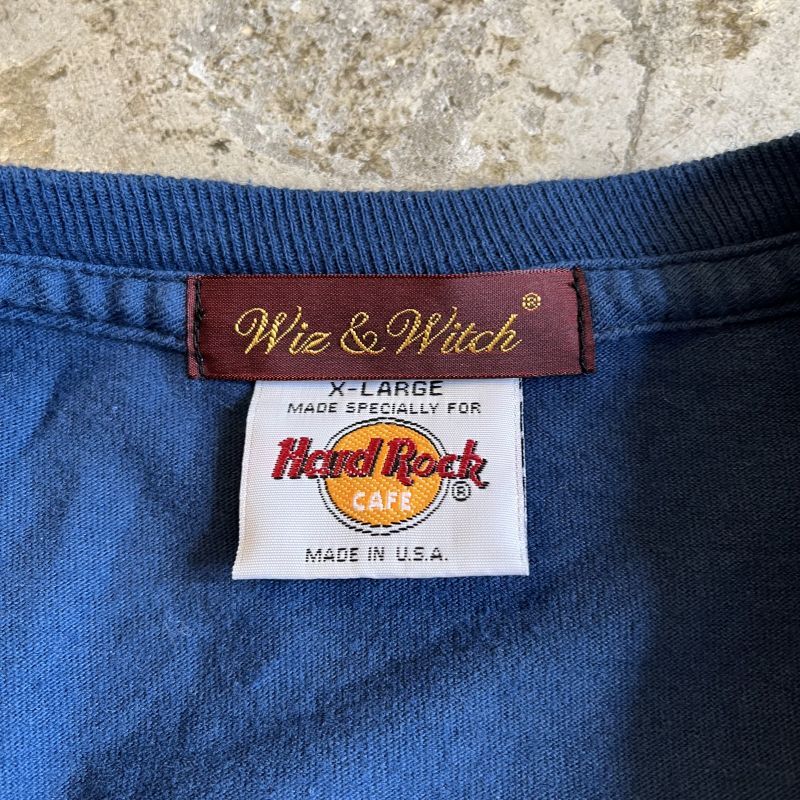 Wiz & Witch®
X-LARGE
MADE SPECIALLY FOR
Hard Rock
CAFE ®
MADE IN U.S.A.